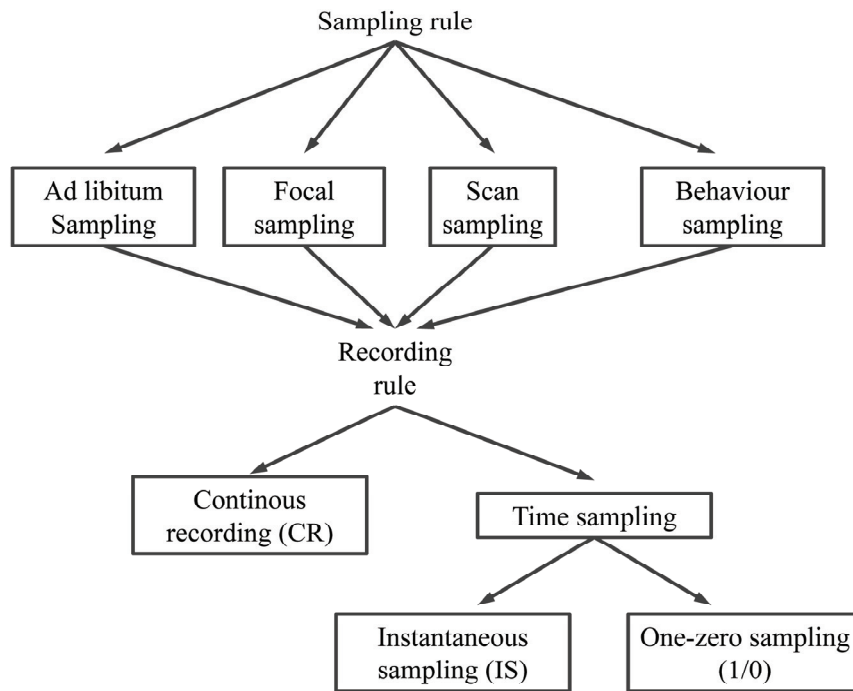 Sampling rule
Ad libitum
Sampling
Focal
sampling
Scan
sampling
Behaviour
sampling
Recording
rule
Continous
recording (CR)
Time sampling
Instantaneous
sampling (IS)
One-zero sampling
(1/0)